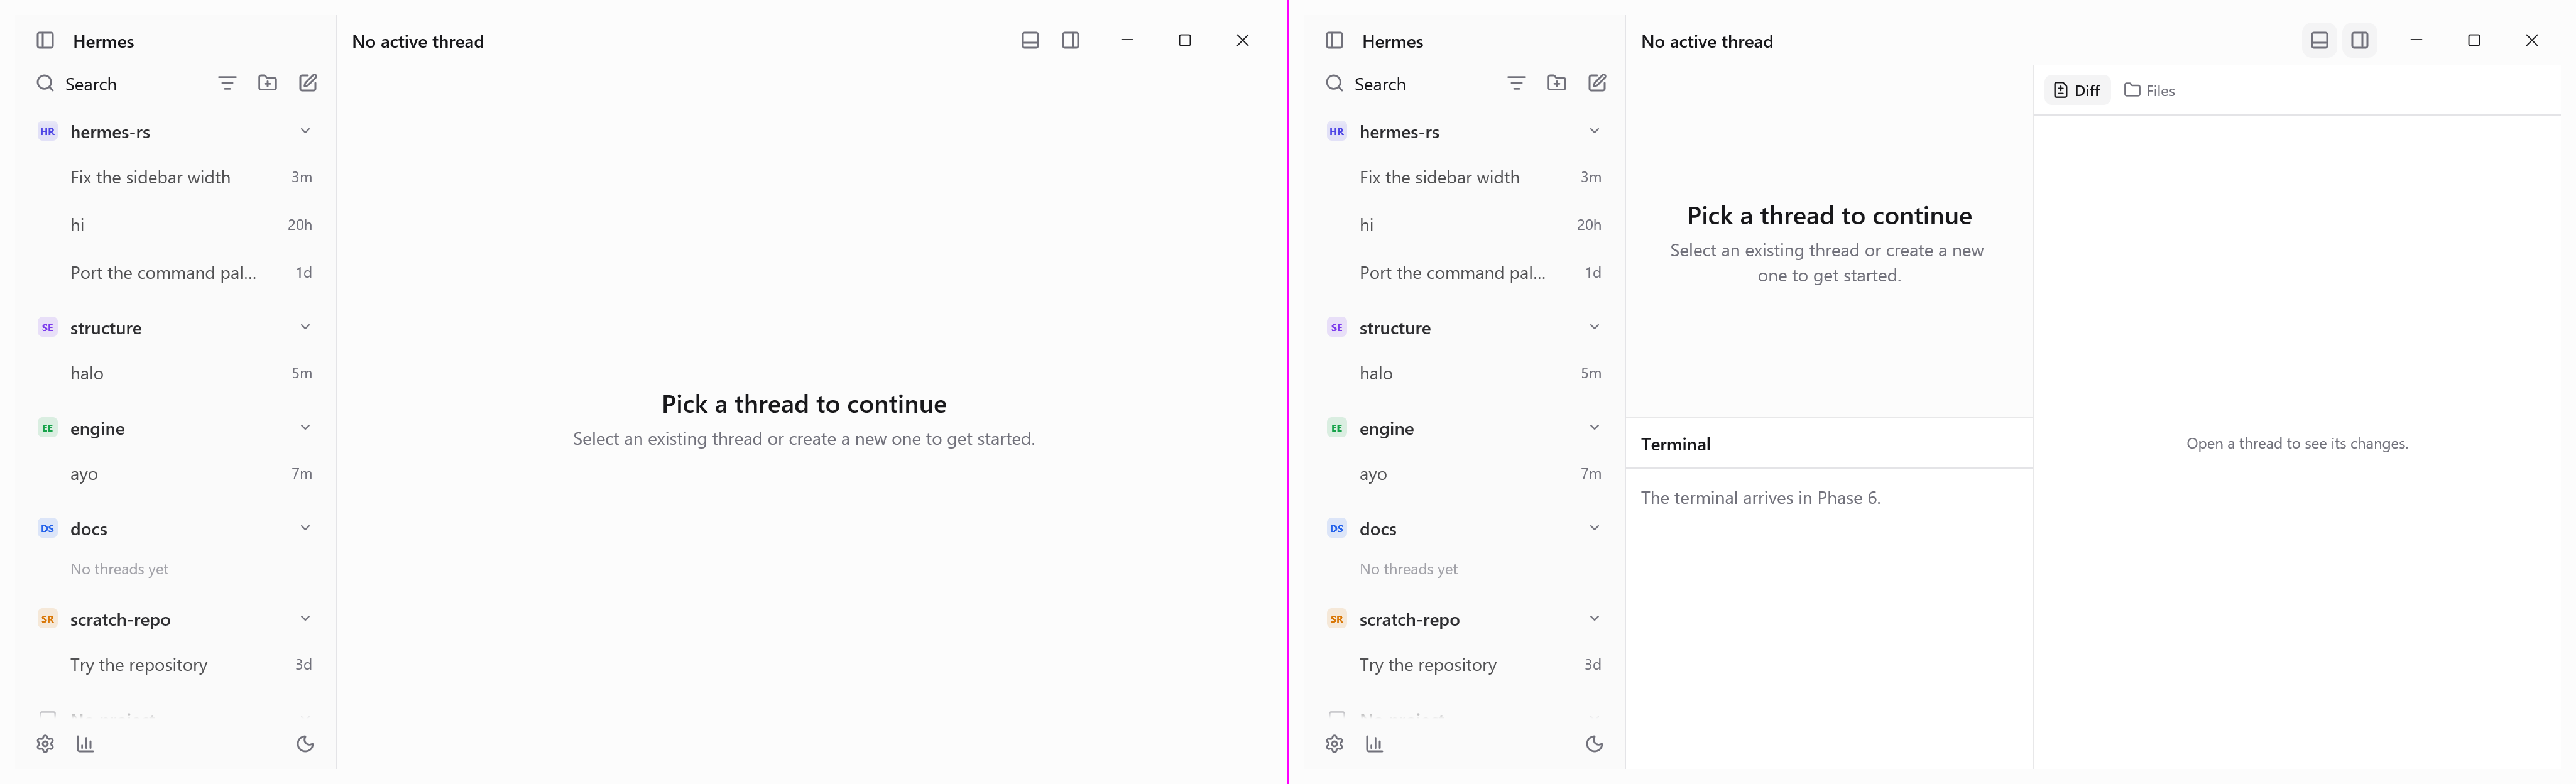 Hermes
Search
HR hermes-rs
Fix the sidebar width 3m
hi 20h
Port the command pal... 1d
SE structure
halo 5m
EE engine
ayo 7m
DS docs
No threads yet
SR scratch-repo
Try the repository 3d
No active thread
Pick a thread to continue
Select an existing thread or create a new one to get started.
Hermes
Search
HR hermes-rs
Fix the sidebar width 3m
hi 20h
Port the command pal... 1d
SE structure
halo 5m
EE engine
ayo 7m
DS docs
No threads yet
SR scratch-repo
Try the repository 3d
No active thread
Pick a thread to continue
Select an existing thread or create a new
one to get started.
Terminal
The terminal arrives in Phase 6.
Diff Files
Open a thread to see its changes.